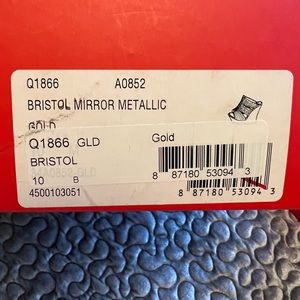 Q1866 A0852
BRISTOL MIRROR METALLIC
GOLD
Q1866 GLD Gold
BRISTOL
10 B
4500103051
8 87180 53094 3
8 87180 53094 3